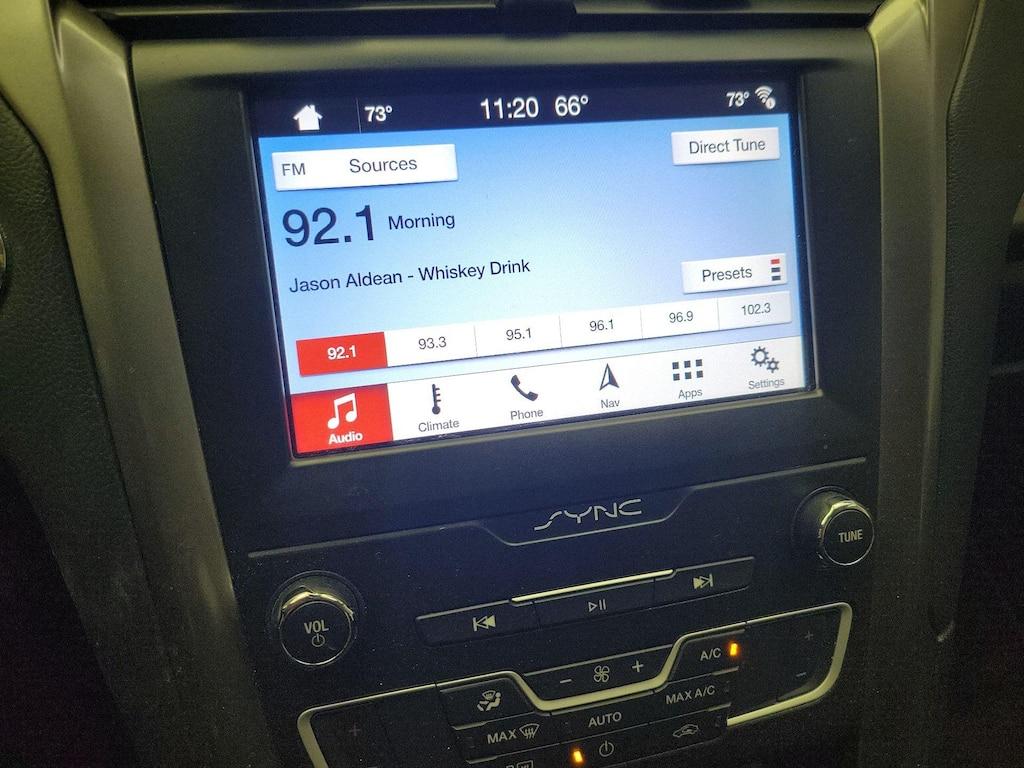 73° 11:20 66° 73°
FM Sources Direct Tune
92.1 Morning
Jason Aldean - Whiskey Drink
Presets
92.1 93.3 95.1 96.1 96.9 102.3
Audio Climate Phone Nav Apps Settings
SYNC
TUNE
VOL
- + A/C + -
MAX A/C
+ MAX AUTO